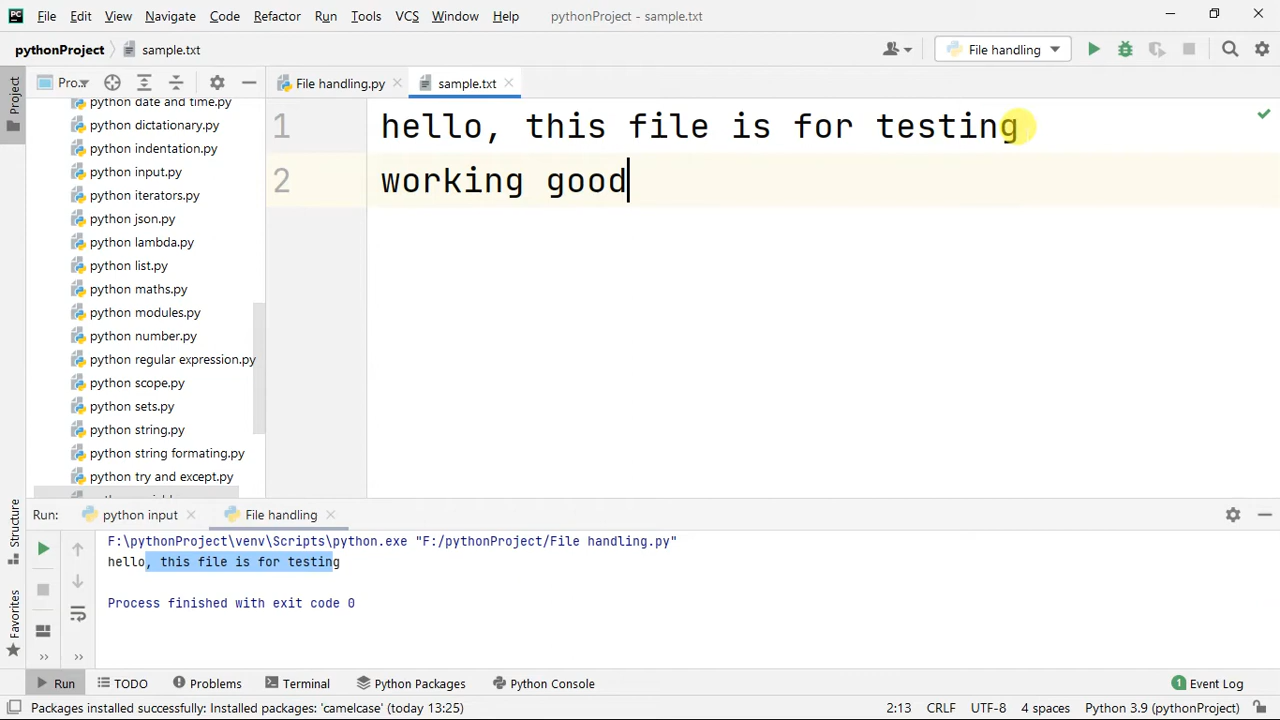 PC File Edit View Navigate Code Refactor Run Tools VCS Window Help pythonProject - sample.txt
pythonProject sample.txt File handling
Project Pro... File handling.py sample.txt
python date and time.py
python dictationary.py
python indentation.py
python input.py
python iterators.py
python json.py
python lambda.py
python list.py
python maths.py
python modules.py
python number.py
python regular expression.py
python scope.py
python sets.py
python string.py
python string formating.py
python try and except.py
1 hello, this file is for testing
2 working good
Structure
Favorites
Run: python input File handling
F:\pythonProject\venv\Scripts\python.exe "F:/pythonProject/File handling.py"
hello, this file is for testing
Process finished with exit code 0
Run TODO Problems Terminal Python Packages Python Console 1 Event Log
Packages installed successfully: Installed packages: 'camelcase' (today 13:25) 2:13 CRLF UTF-8 4 spaces Python 3.9 (pythonProject)